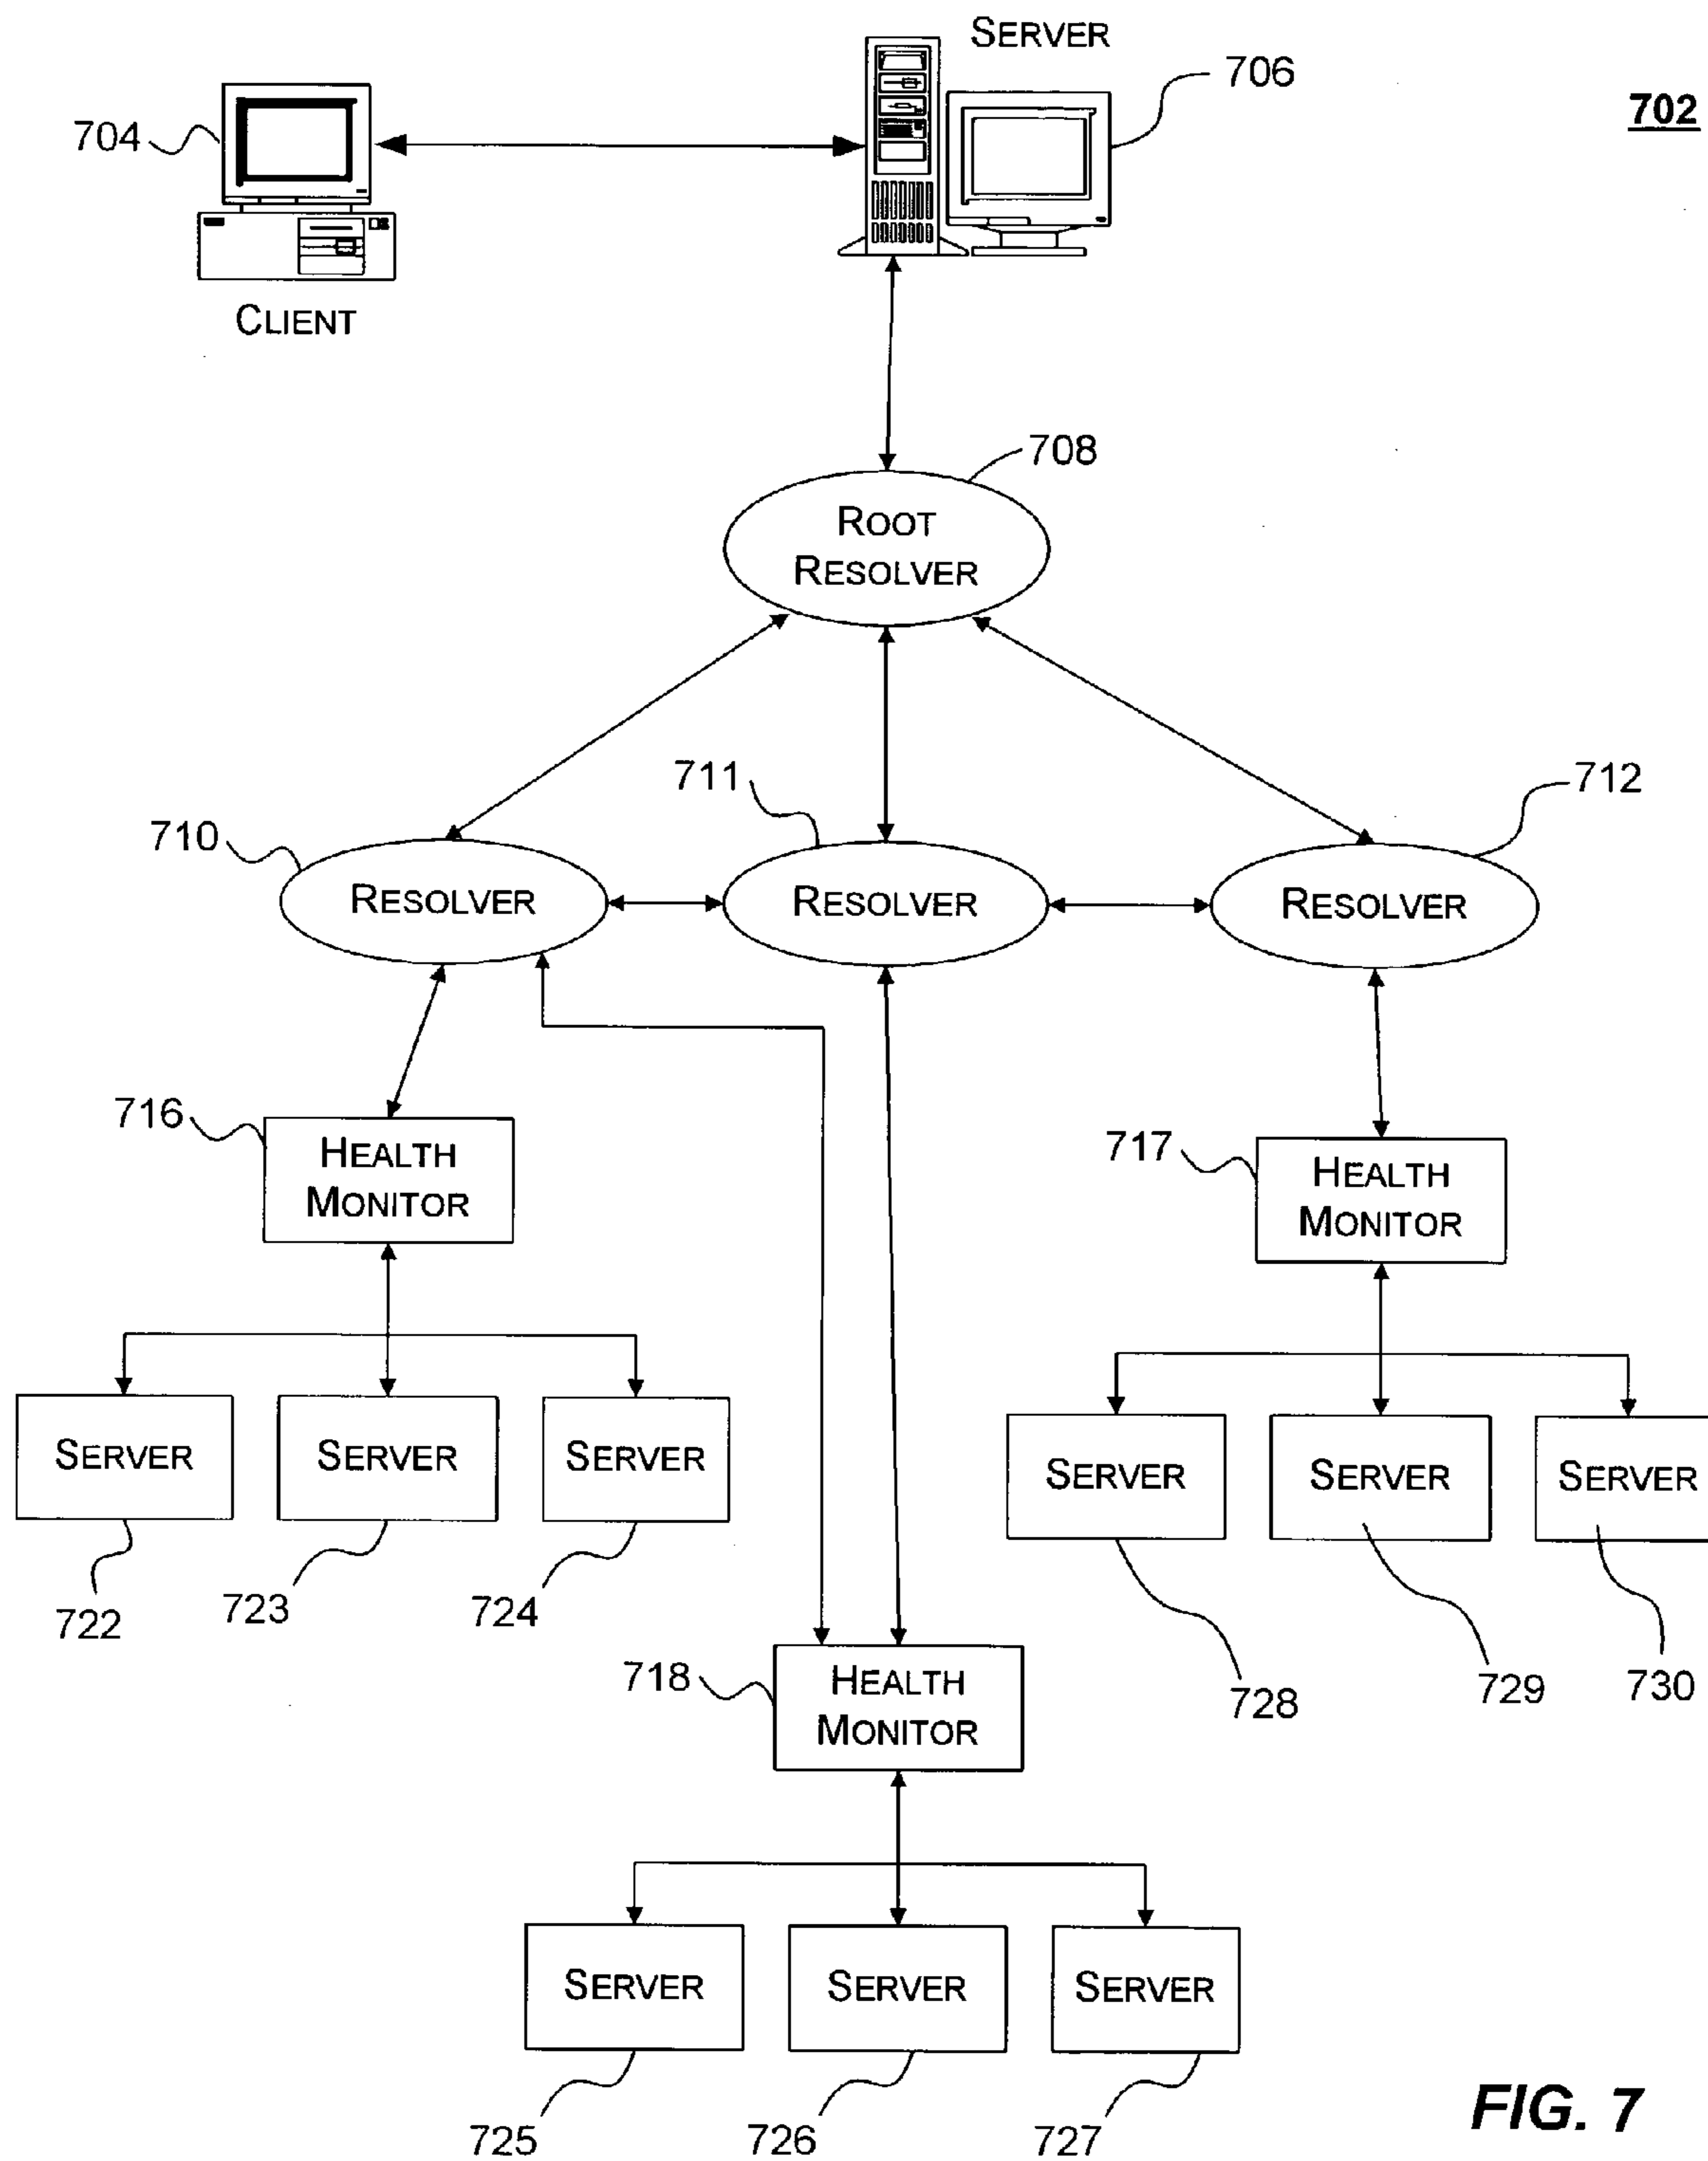 SERVER
706
702
704
CLIENT
708
ROOT
RESOLVER
711
712
710
RESOLVER
RESOLVER
RESOLVER
716
HEALTH
MONITOR
717
HEALTH
MONITOR
SERVER
SERVER
SERVER
SERVER
SERVER
SERVER
722
723
724
718
HEALTH
MONITOR
728
729
730
SERVER
SERVER
SERVER
725
726
727
FIG. 7